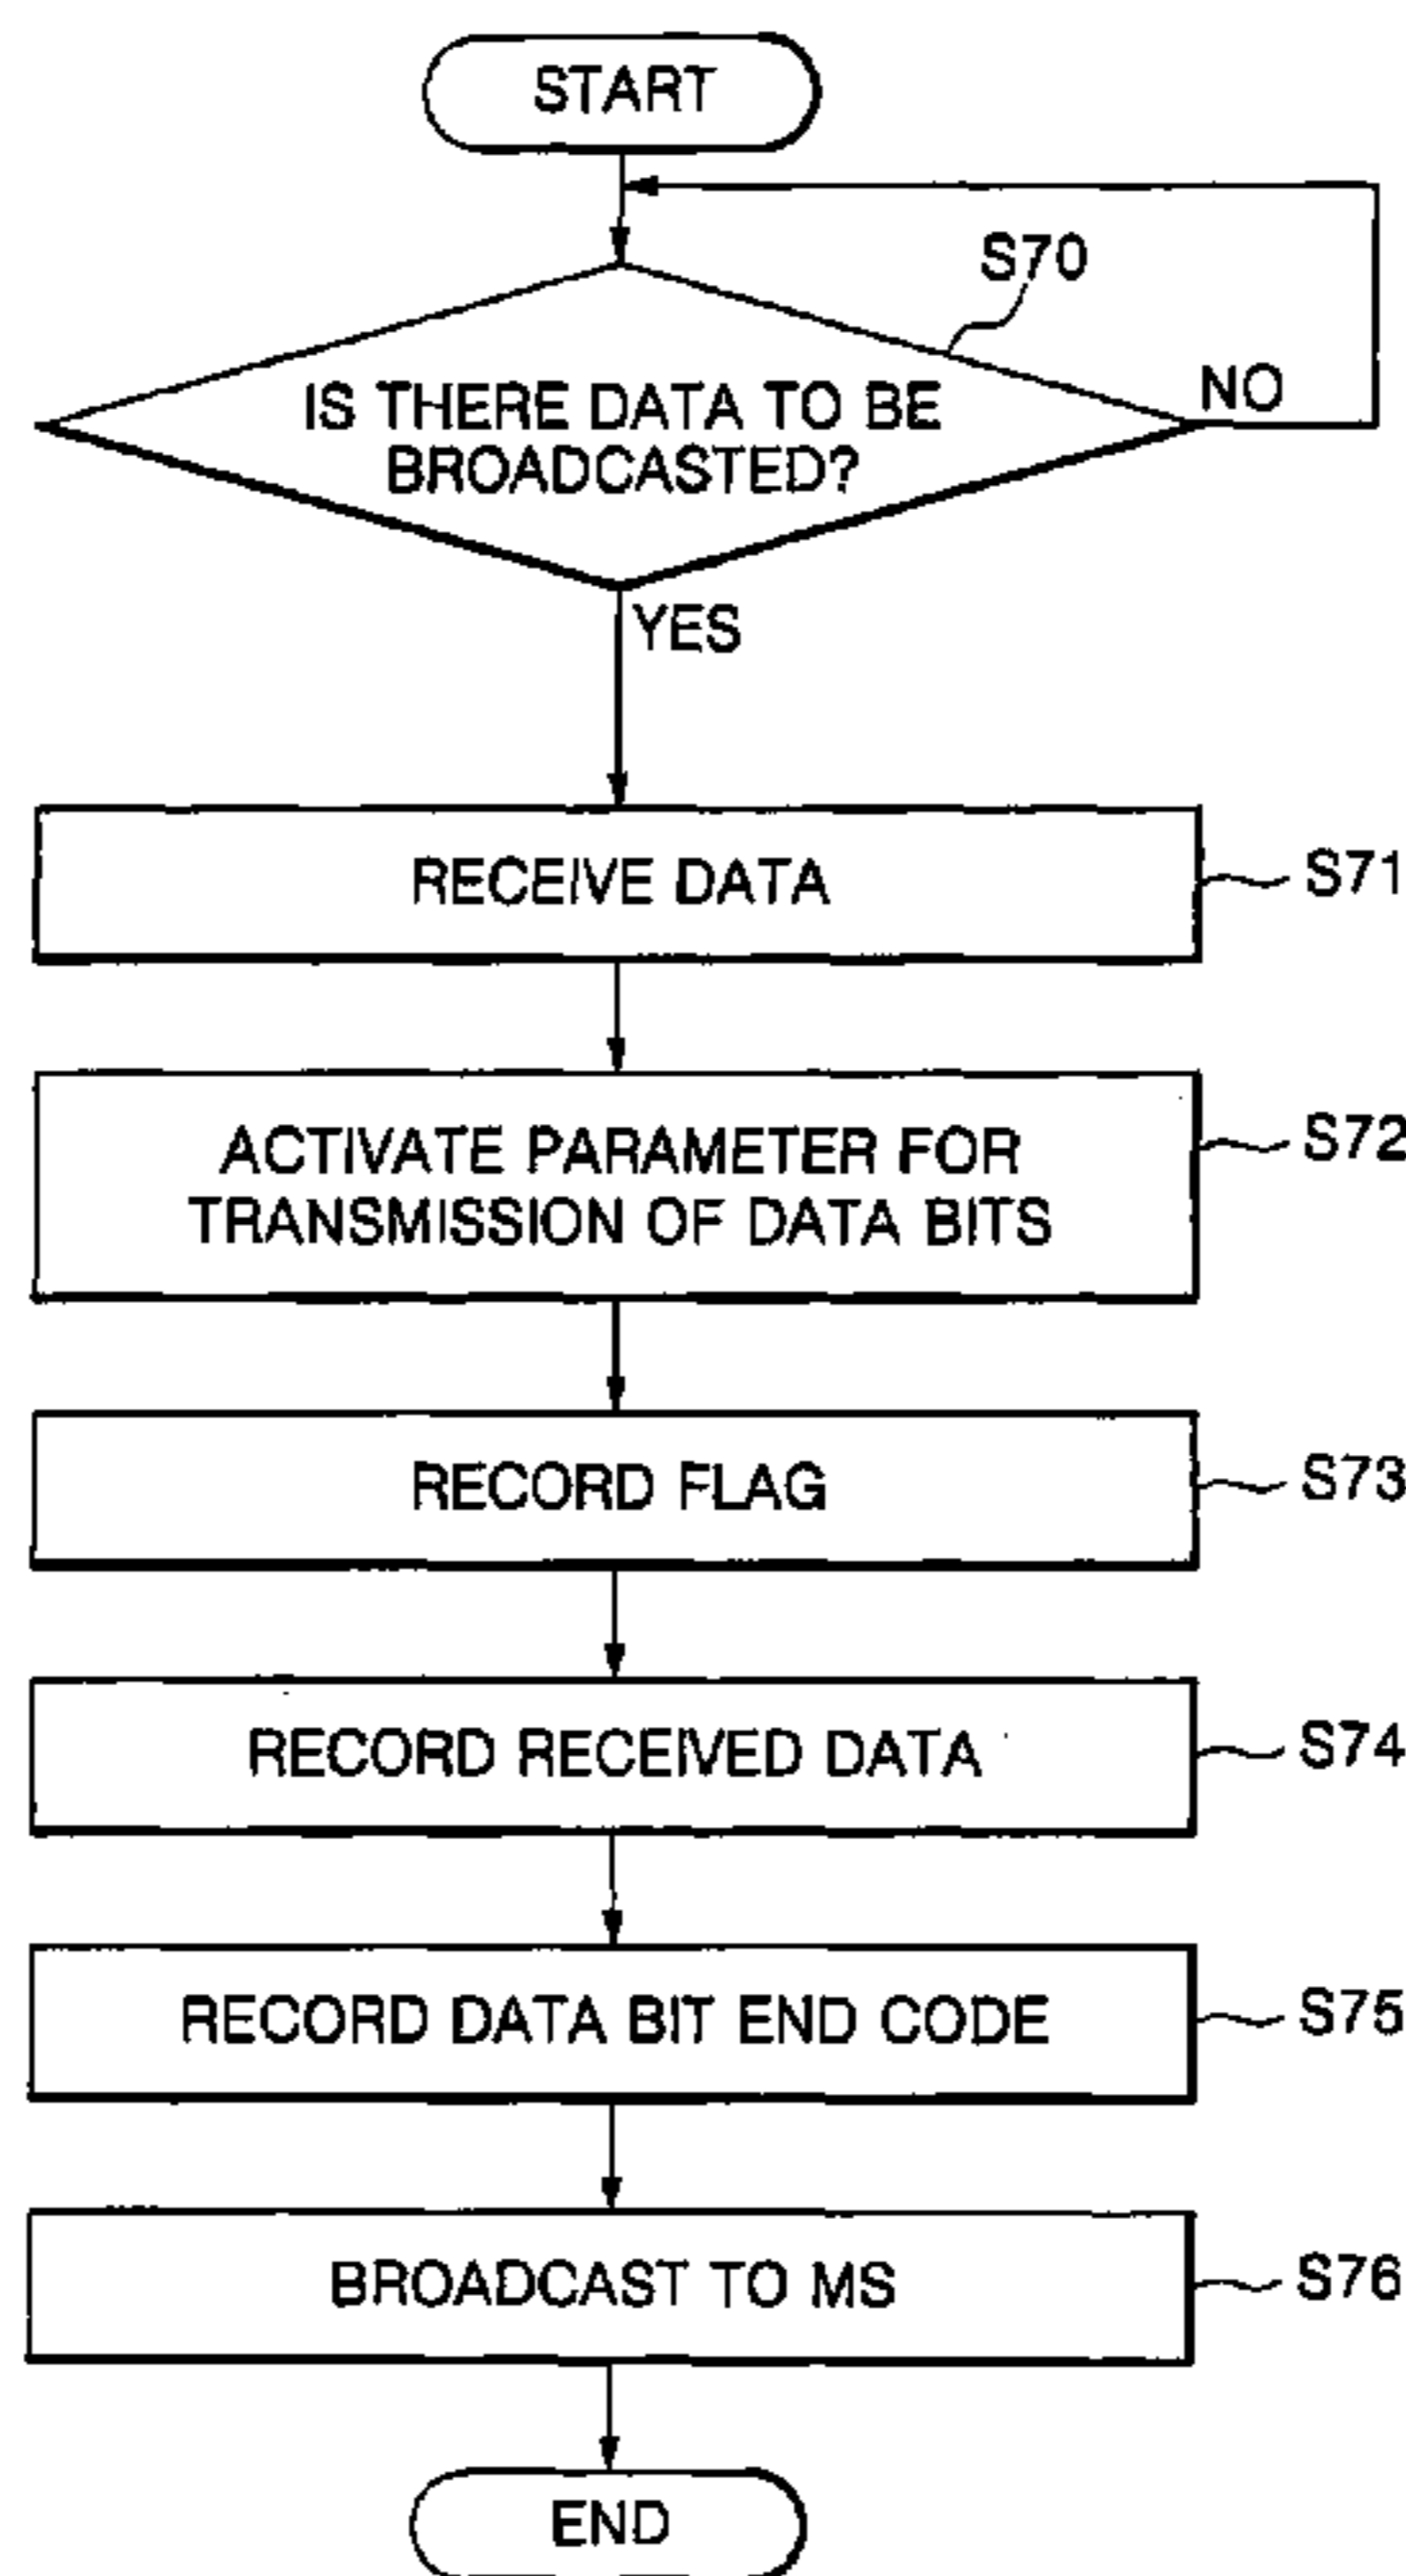 START
S70
IS THERE DATA TO BE
BROADCASTED?
NO
YES
RECEIVE DATA
S71
ACTIVATE PARAMETER FOR
TRANSMISSION OF DATA BITS
S72
RECORD FLAG
S73
RECORD RECEIVED DATA
S74
RECORD DATA BIT END CODE
S75
BROADCAST TO MS
S76
END